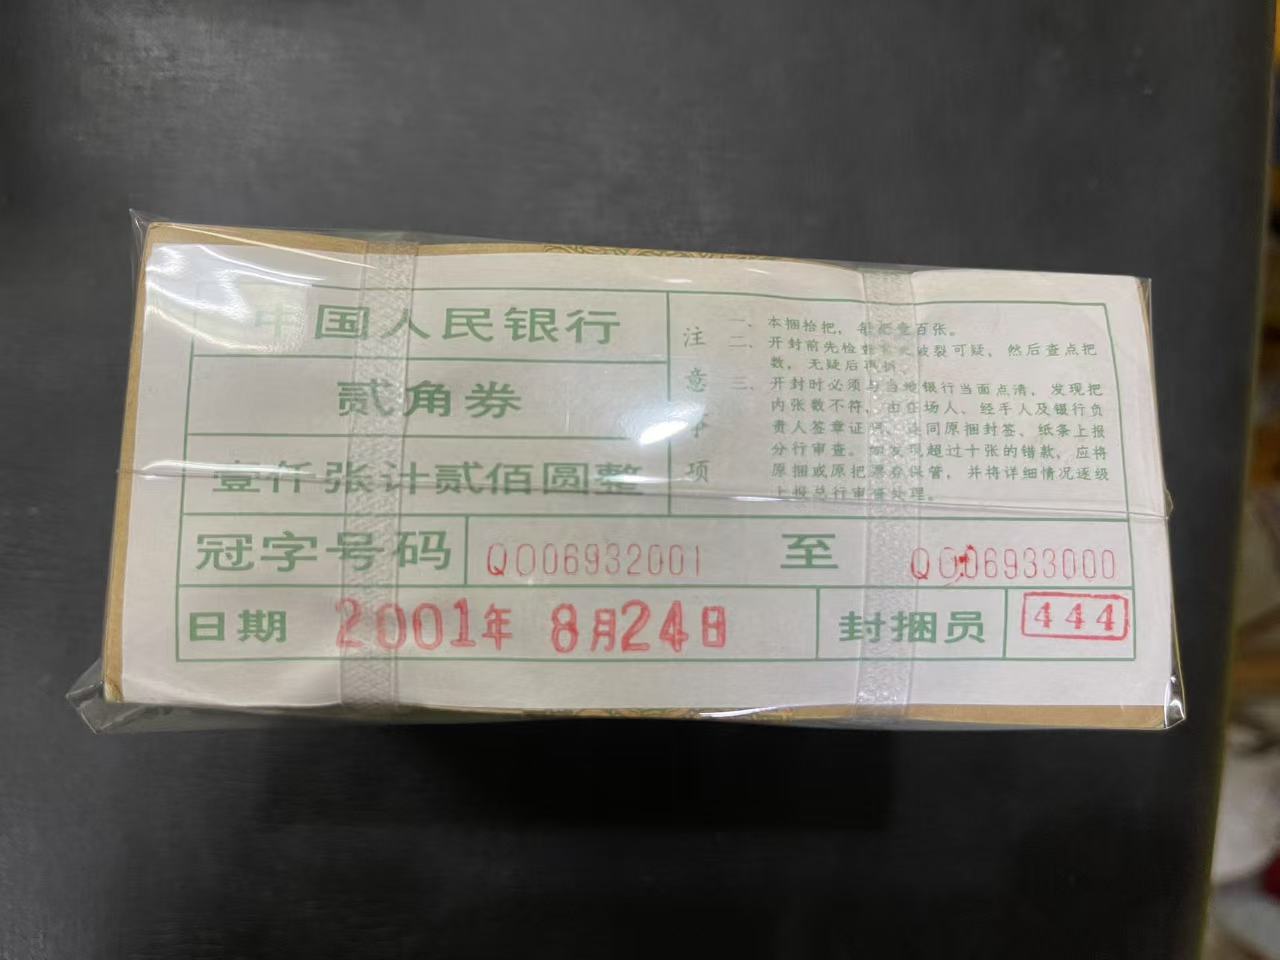 中国人民银行
贰角券
壹仟张计贰佰圆整
注意事项
一、本捆拾把，每把壹百张。
二、开封前先检查 破裂可疑，然后查点把
数，无疑后再拆。
三、开封时必须与当地银行当面点清，发现把
内张数不符，由在场人、经手人及银行负
责人签章证明，连同原捆封签、纸条上报
分行审查。如发现超过十张的错款，应将
原捆或原把票券保管，并将详细情况逐级
上报总行审查处理。
冠字号码 QO06932001 至 QO06933000
日期 2001年 8月24日 封捆员 444